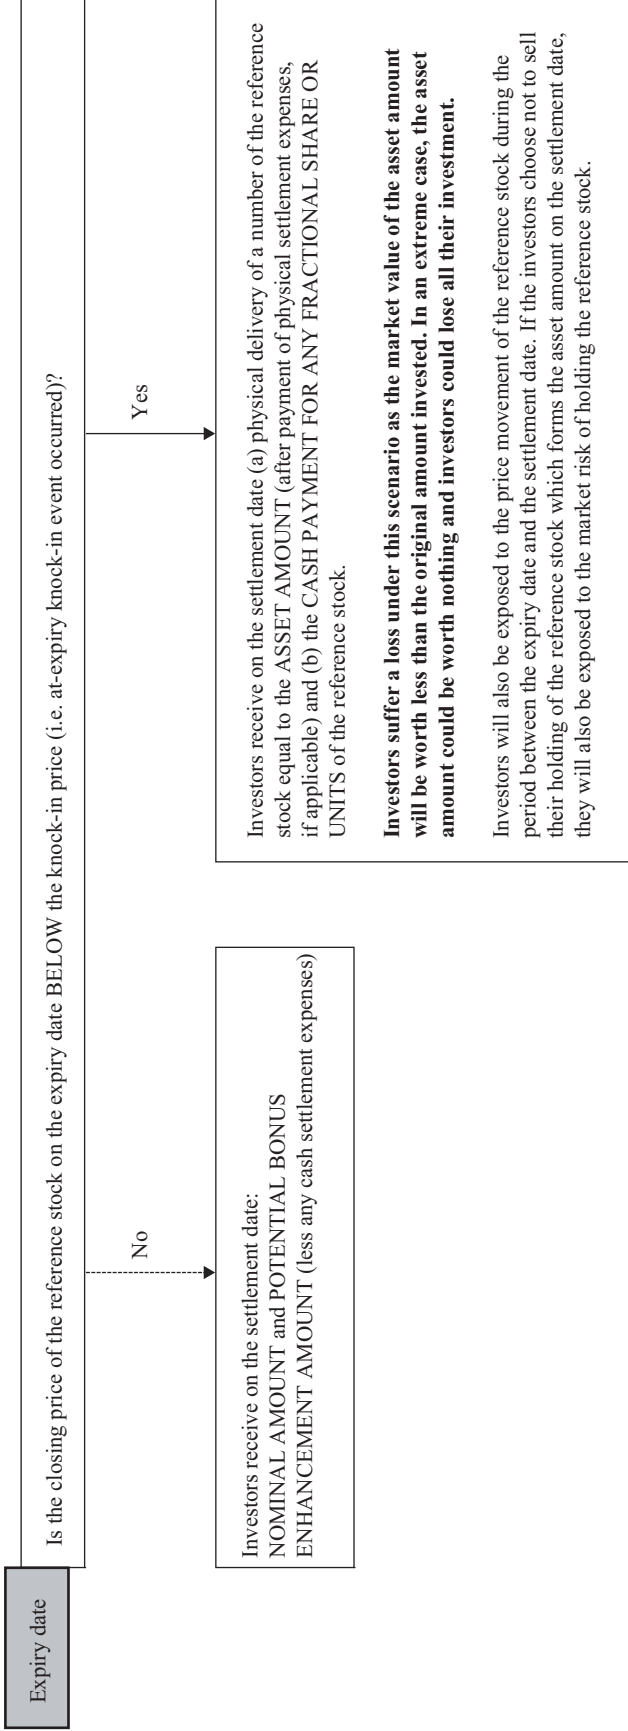 Expiry date
Is the closing price of the reference stock on the expiry date BELOW the knock-in price (i.e. at-expiry knock-in event occurred)?
No
Yes
Investors receive on the settlement date:
NOMINAL AMOUNT and POTENTIAL BONUS
ENHANCEMENT AMOUNT (less any cash settlement expenses)
Investors receive on the settlement date (a) physical delivery of a number of the reference
stock equal to the ASSET AMOUNT (after payment of physical settlement expenses,
if applicable) and (b) the CASH PAYMENT FOR ANY FRACTIONAL SHARE OR
UNITS of the reference stock.
Investors suffer a loss under this scenario as the market value of the asset amount
will be worth less than the original amount invested. In an extreme case, the asset
amount could be worth nothing and investors could lose all their investment.
Investors will also be exposed to the price movement of the reference stock during the
period between the expiry date and the settlement date. If the investors choose not to sell
their holding of the reference stock which forms the asset amount on the settlement date,
they will also be exposed to the market risk of holding the reference stock.